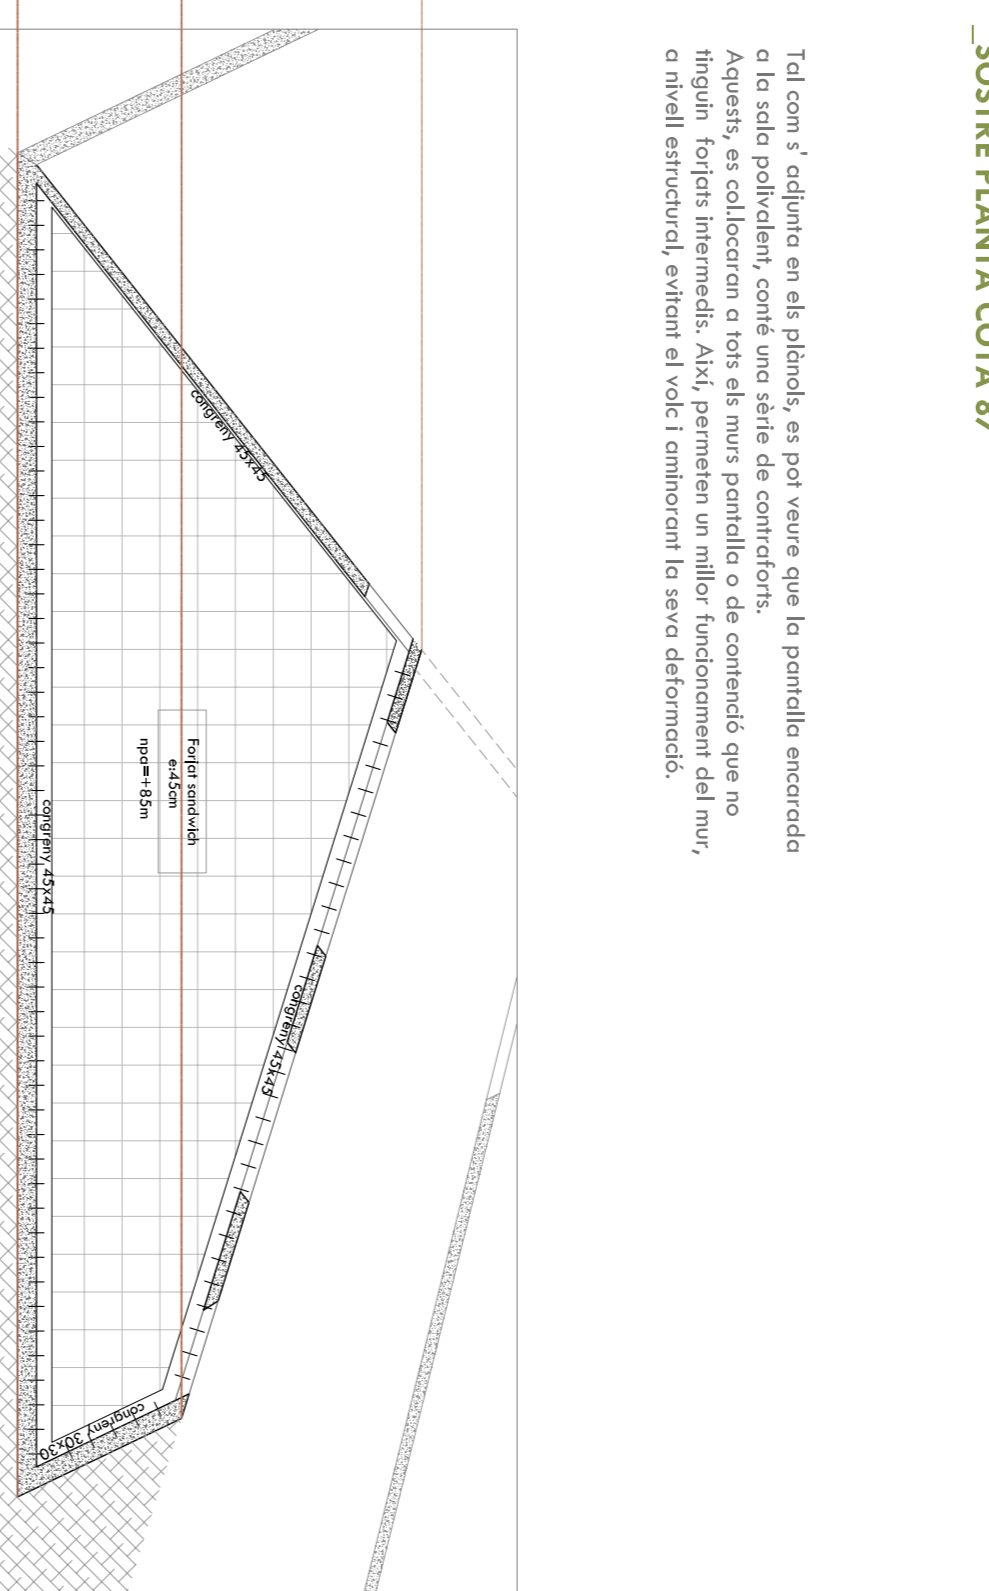 _SOSTRE PLANTA COTA 87
Tal com s' adjunta en els plànols, es pot veure que la pantalla encarada
a la sala polivalent, conté una sèrie de contraforts.
Aquests, es col.locaran a tots els murs pantalla o de contenció que no
tinguin forjats intermedis. Així, permeten un millor funcionament del mur,
a nivell estructural, evitant el volc i aminorant la seva deformació.
congreny 45x45
Forjat sandwich
e:45cm
npa=+85m
congreny 45x45
congreny 45x45
congreny 30x30